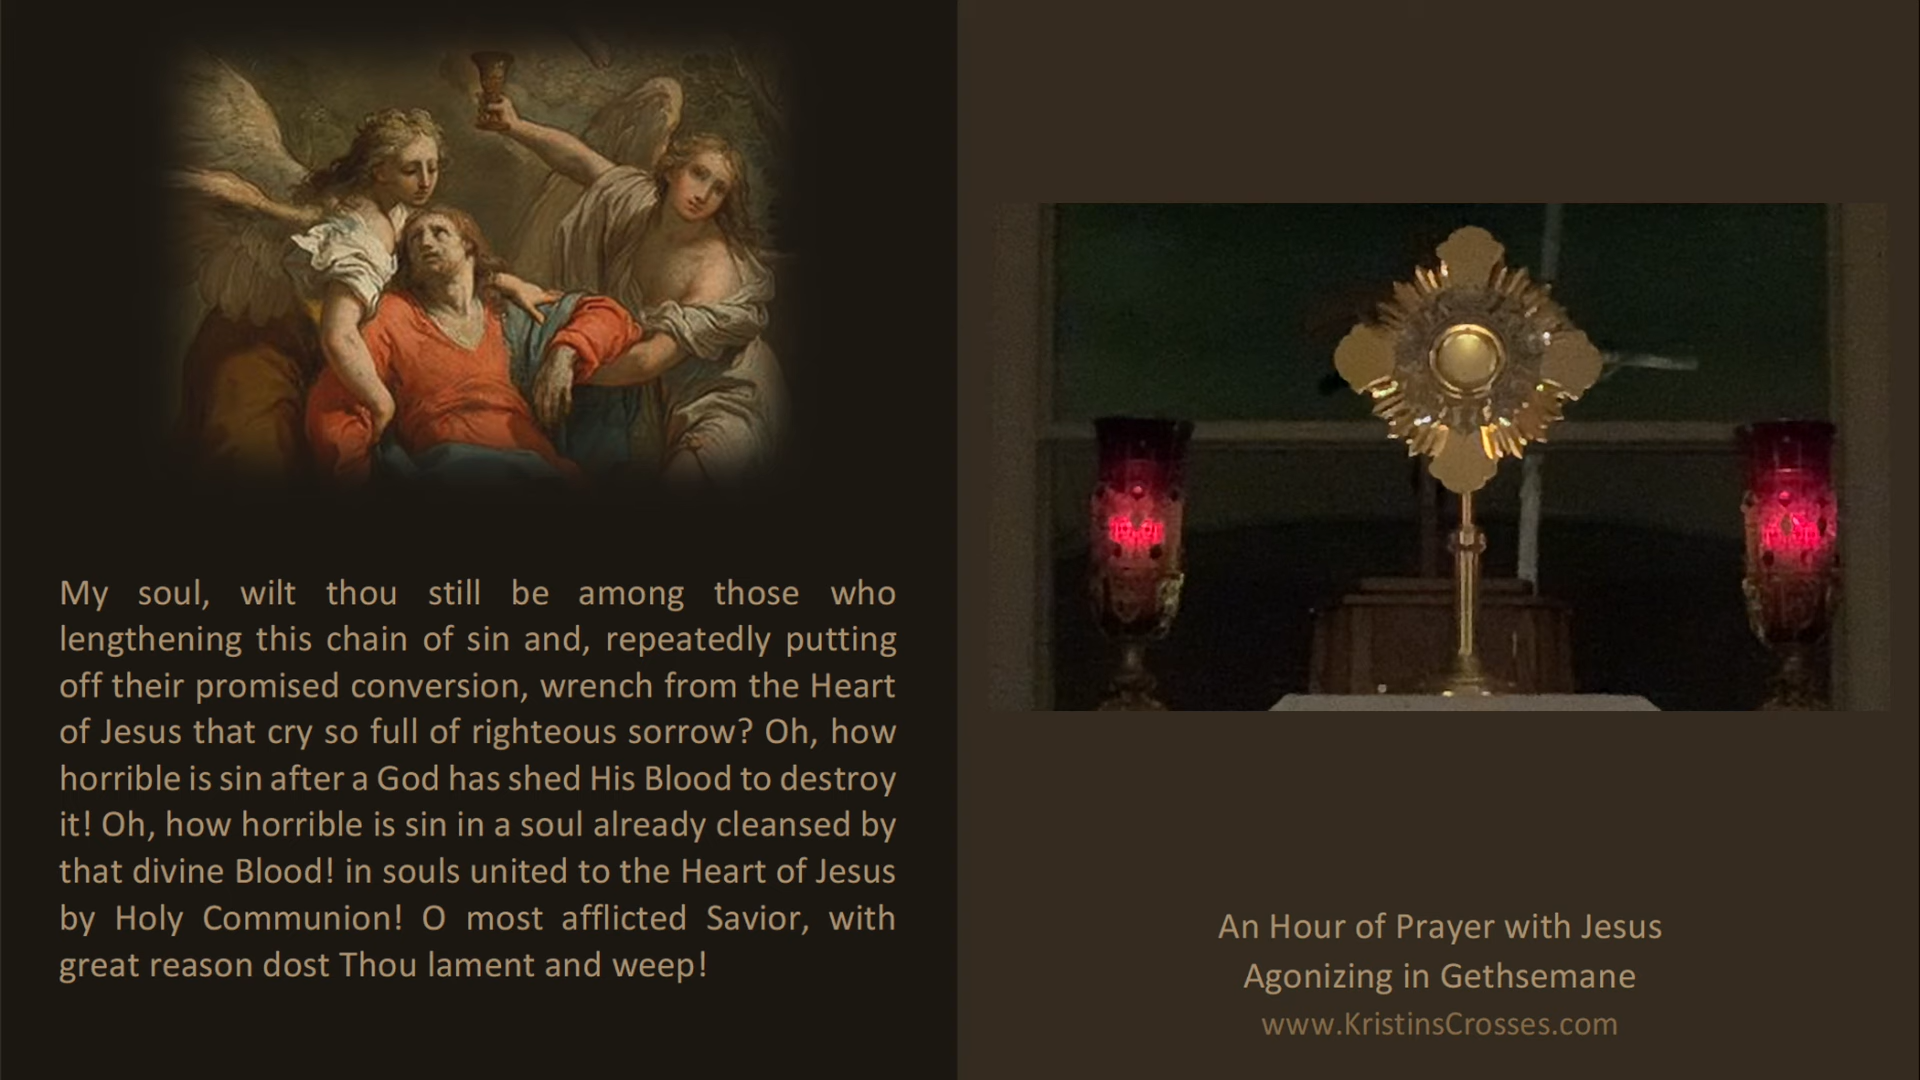 My soul, wilt thou still be among those who
lengthening this chain of sin and, repeatedly putting
off their promised conversion, wrench from the Heart
of Jesus that cry so full of righteous sorrow? Oh, how
horrible is sin after a God has shed His Blood to destroy
it! Oh, how horrible is sin in a soul already cleansed by
that divine Blood! in souls united to the Heart of Jesus
by Holy Communion! O most afflicted Savior, with
great reason dost Thou lament and weep!
An Hour of Prayer with Jesus
Agonizing in Gethsemane
www.KristinsCrosses.com